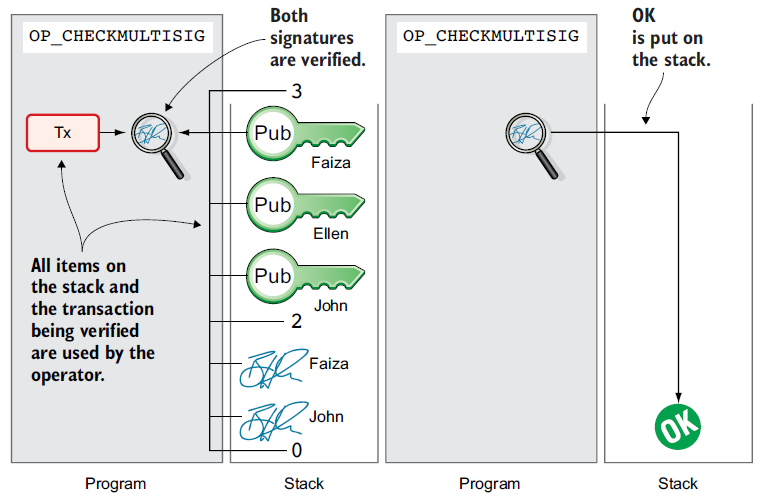 OP_CHECKMULTISIG
Both
signatures
are verified.
Tx
3
Pub
Faiza
Pub
Ellen
Pub
John
2
Faiza
John
0
All items on
the stack and
the transaction
being verified
are used by the
operator.
Program
Stack
OP_CHECKMULTISIG
OK
is put on
the stack.
OK
Program
Stack